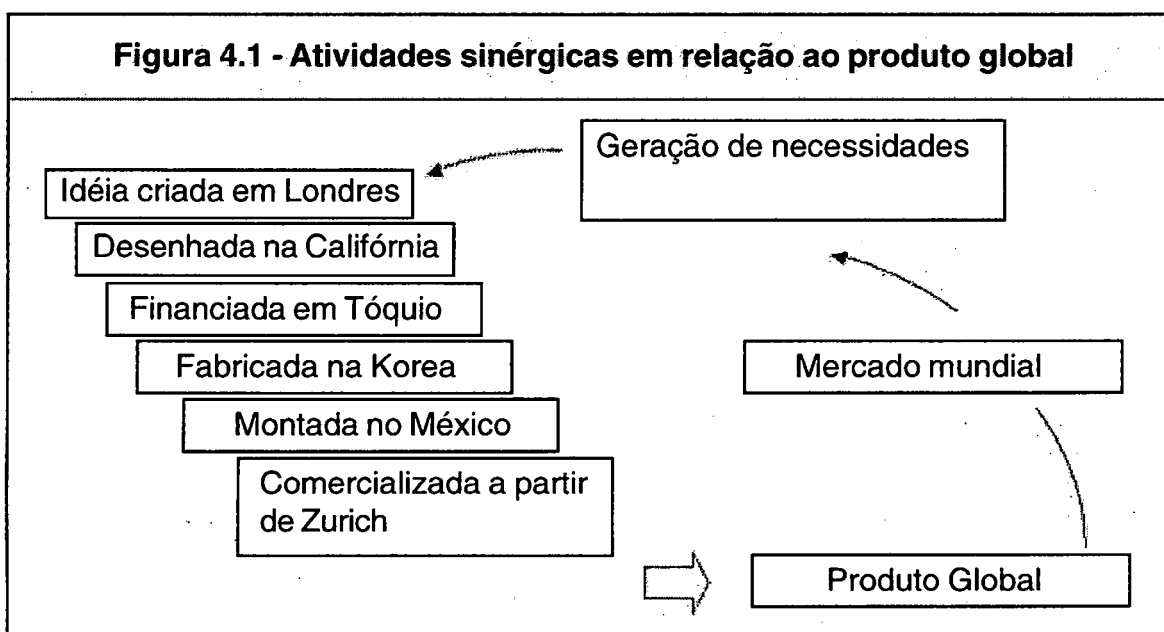 Figura 4.1 - Atividades sinérgicas em relação ao produto global
Geração de necessidades
Idéia criada em Londres
Desenhada na Califórnia
Financiada em Tóquio
Fabricada na Korea
Mercado mundial
Montada no México
Comercializada a partir
de Zurich
Produto Global